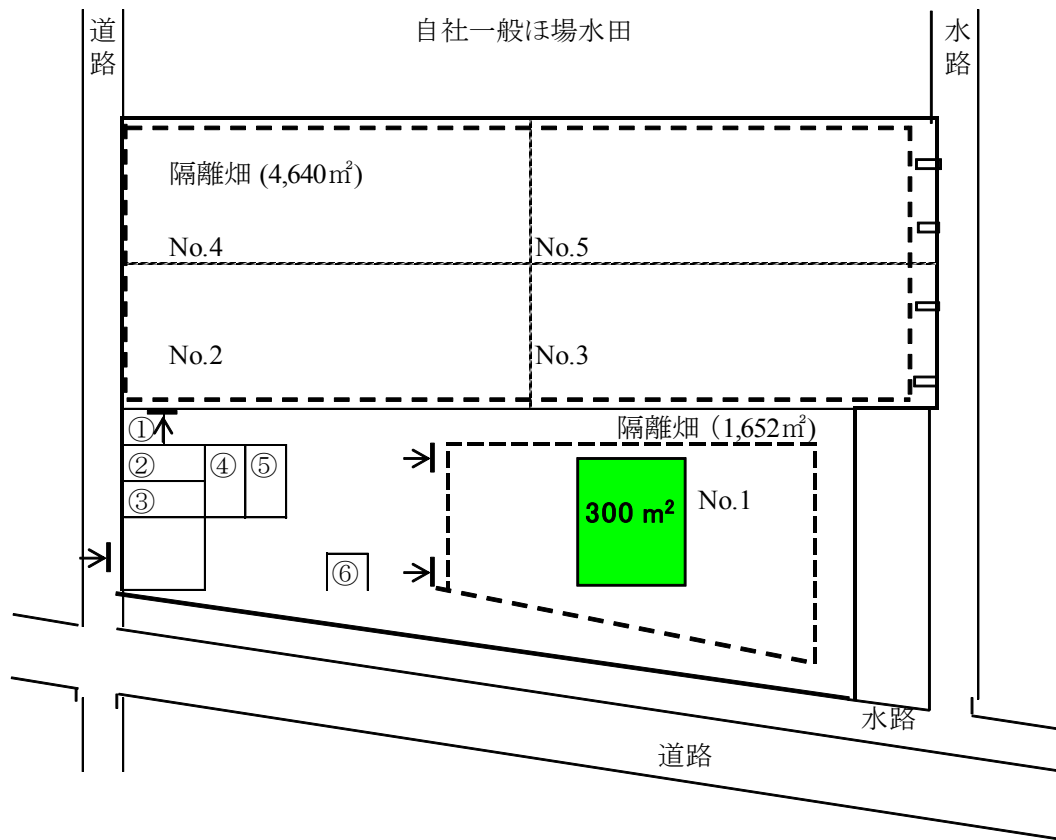 道路
自社一般ほ場水田
水路
隔離畑 (4,640㎡)
No.4
No.5
No.2
No.3
①
隔離畑（1,652㎡)
②
④
⑤
③
300 m²
No.1
⑥
水路
道路